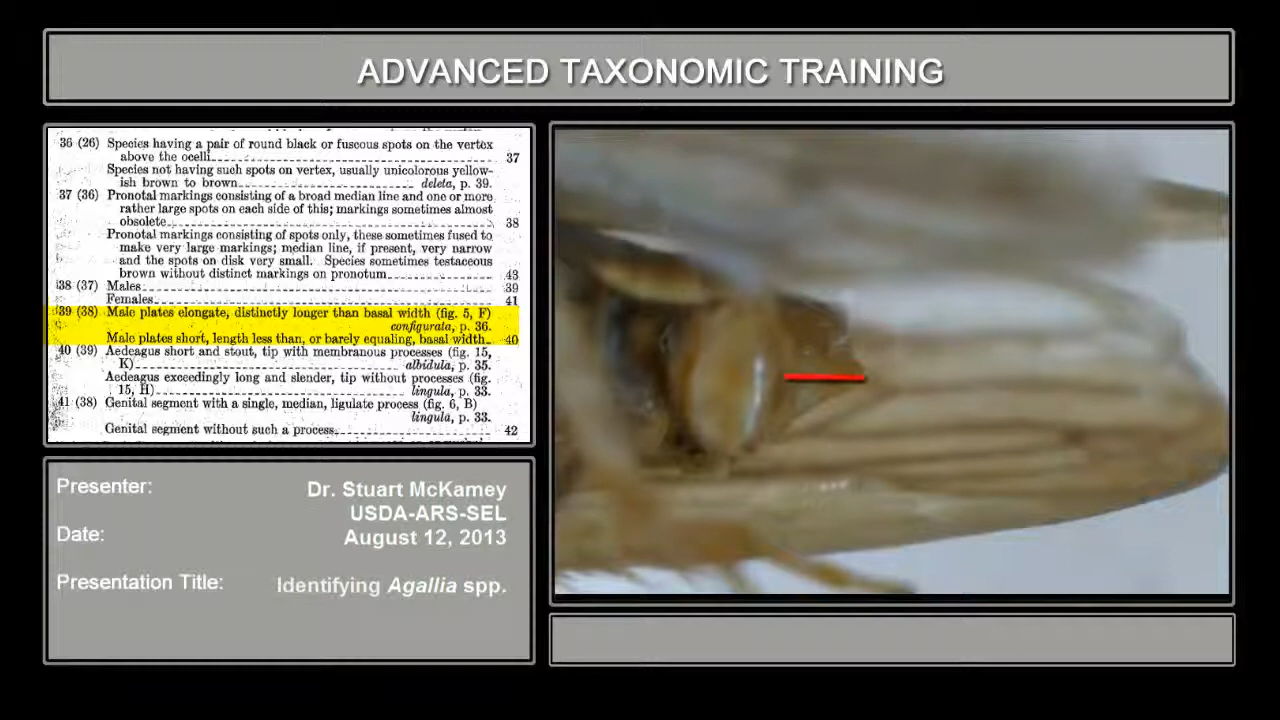 ADVANCED TAXONOMIC TRAINING
36 (26) Species having a pair of round black or fuscous spots on the vertex
above the ocelli 37
Species not having such spots on vertex, usually unicolorous yellow-
ish brown to brown deleta, p. 39.
37 (36) Pronotal markings consisting of a broad median line and one or more
rather large spots on each side of this; markings sometimes almost
obsolete 38
Pronotal markings consisting of spots only, these sometimes fused to
make very large markings; median line, if present, very narrow
and the spots on disk very small. Species sometimes testaceous
brown without distinct markings on pronotum 43
38 (37) Males 39
Females 41
39 (38) Male plates elongate, distinctly longer than basal width (fig. 5, F)
configurata, p. 36.
Male plates short, length less than, or barely equaling, basal width 40
40 (39) Aedeagus short and stout, tip with membranous processes (fig. 15,
K) albidula, p. 35.
Aedeagus exceedingly long and slender, tip without processes (fig.
15, H) lingula, p. 33.
41 (38) Genital segment with a single, median, ligulate process (fig. 6, B)
lingula, p. 33.
Genital segment without such a process 42
Presenter: Dr. Stuart McKamey
USDA-ARS-SEL
Date: August 12, 2013
Presentation Title: Identifying Agallia spp.